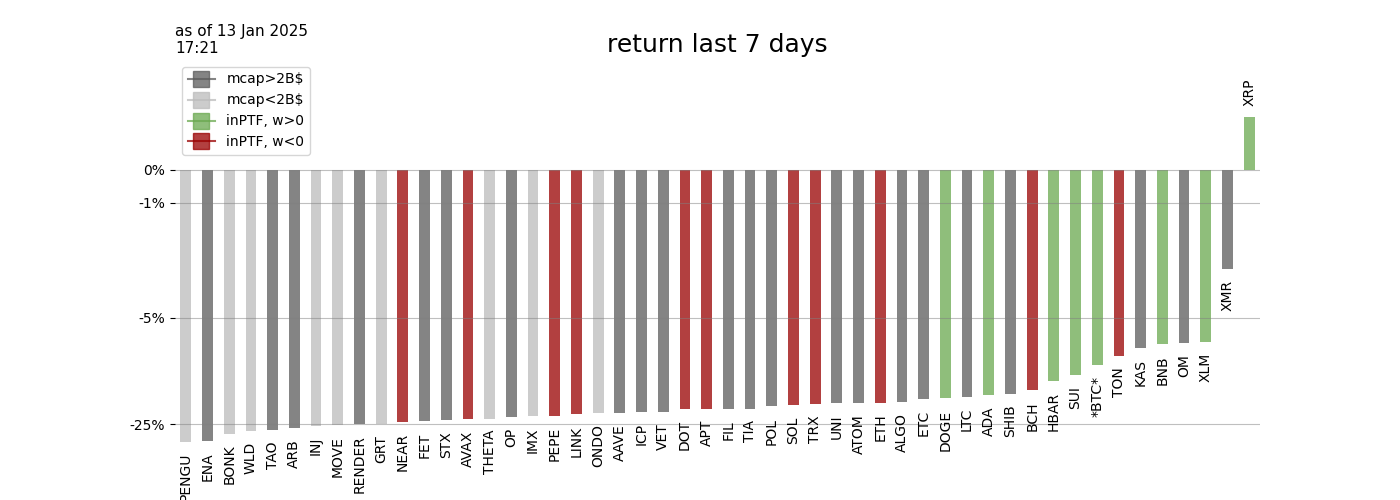 as of 13 Jan 2025
17:21
return last 7 days
mcap>2B$
mcap<2B$
inPTF, w>0
inPTF, w<0
0%
-1%
-5%
-25%
PENGU
ENA
BONK
WLD
TAO
ARB
INJ
MOVE
RENDER
GRT
NEAR
FET
STX
AVAX
THETA
OP
IMX
PEPE
LINK
ONDO
AAVE
ICP
VET
DOT
APT
FIL
TIA
POL
SOL
TRX
UNI
ATOM
ETH
ALGO
ETC
DOGE
LTC
ADA
SHIB
BCH
HBAR
SUI
*BTC*
TON
KAS
BNB
OM
XLM
XMR
XRP